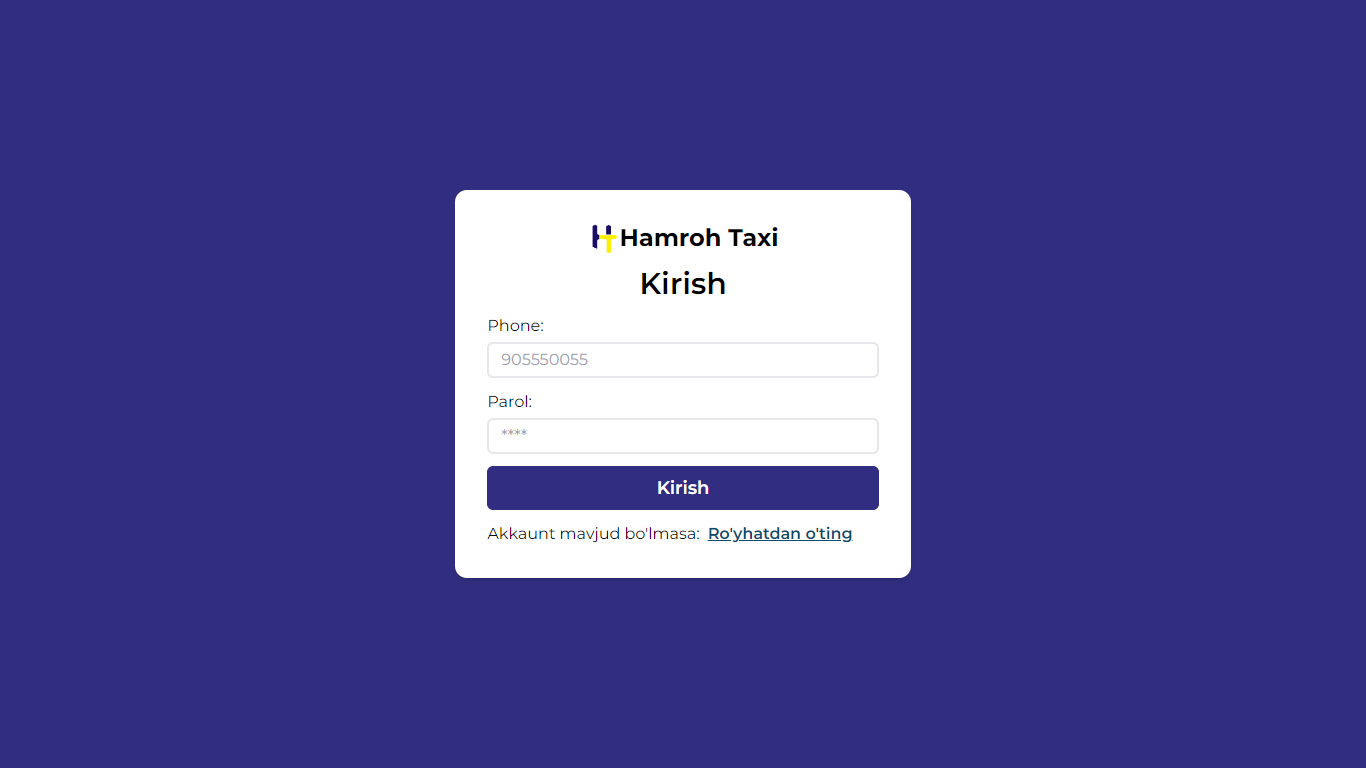 Hamroh Taxi
Kirish
Phone:
905550055
Parol:
****
Kirish
Akkaunt mavjud bo'lmasa: Ro'yhatdan o'ting